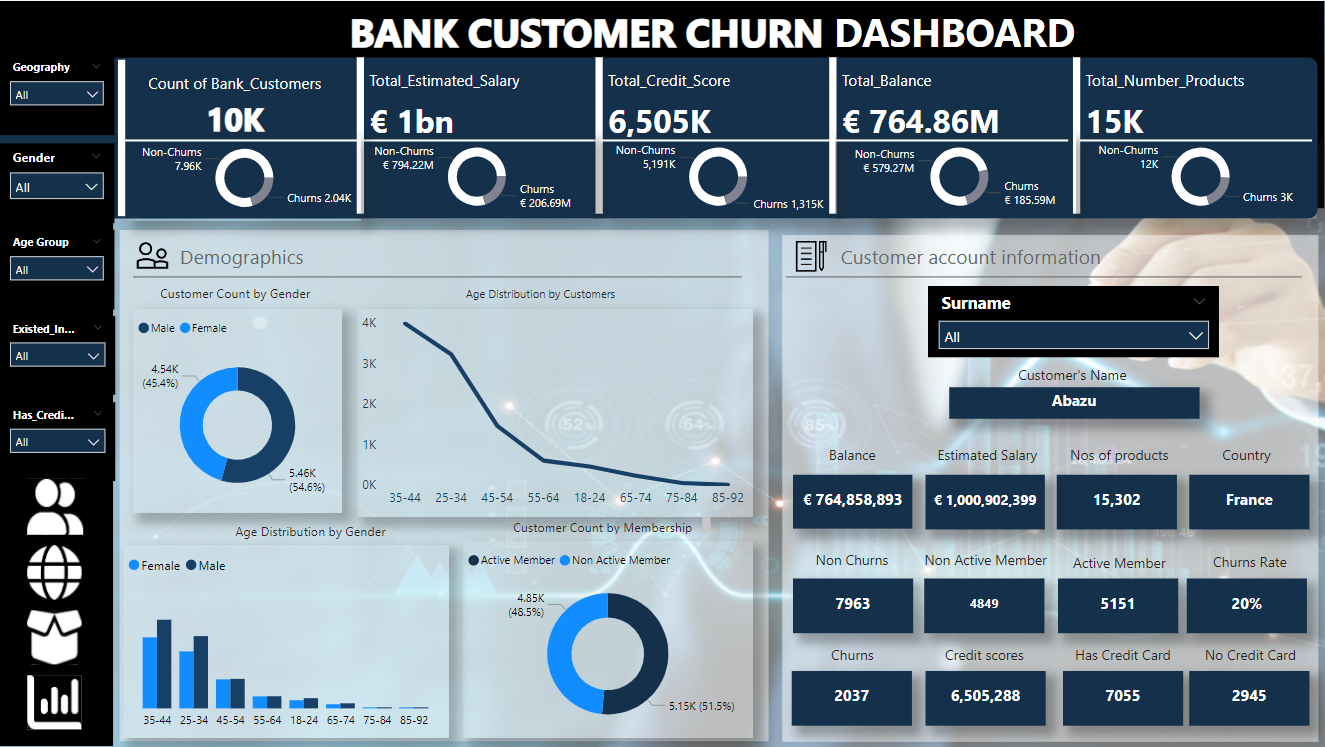 BANK CUSTOMER CHURN DASHBOARD
Geography
All
Gender
All
Age Group
All
Existed_In...
All
Has_Credi...
All
Count of Bank_Customers
10K
Non-Churns
7.96K
Churns 2.04K
Total_Estimated_Salary
€ 1bn
Non-Churns
€ 794.22M
Churns
€ 206.69M
Total_Credit_Score
6,505K
Non-Churns
5,191K
Churns 1,315K
Total_Balance
€ 764.86M
Non-Churns
€ 579.27M
Churns
€ 185.59M
Total_Number_Products
15K
Non-Churns
12K
Churns 3K
Demographics
Customer Count by Gender
Male Female
4.54K
(45.4%)
5.46K
(54.6%)
Age Distribution by Customers
4K
3K
2K
1K
0K
35-44 25-34 45-54 55-64 18-24 65-74 75-84 85-92
Age Distribution by Gender
Female Male
35-44 25-34 45-54 55-64 18-24 65-74 75-84 85-92
Customer Count by Membership
Active Member Non Active Member
4.85K
(48.5%)
5.15K (51.5%)
52%
64%
85%
Customer account information
Surname
All
Customer's Name
Abazu
Balance Estimated Salary Nos of products Country
€ 764,858,893 € 1,000,902,399 15,302 France
Non Churns Non Active Member Active Member Churns Rate
7963 4849 5151 20%
Churns Credit scores Has Credit Card No Credit Card
2037 6,505,288 7055 2945